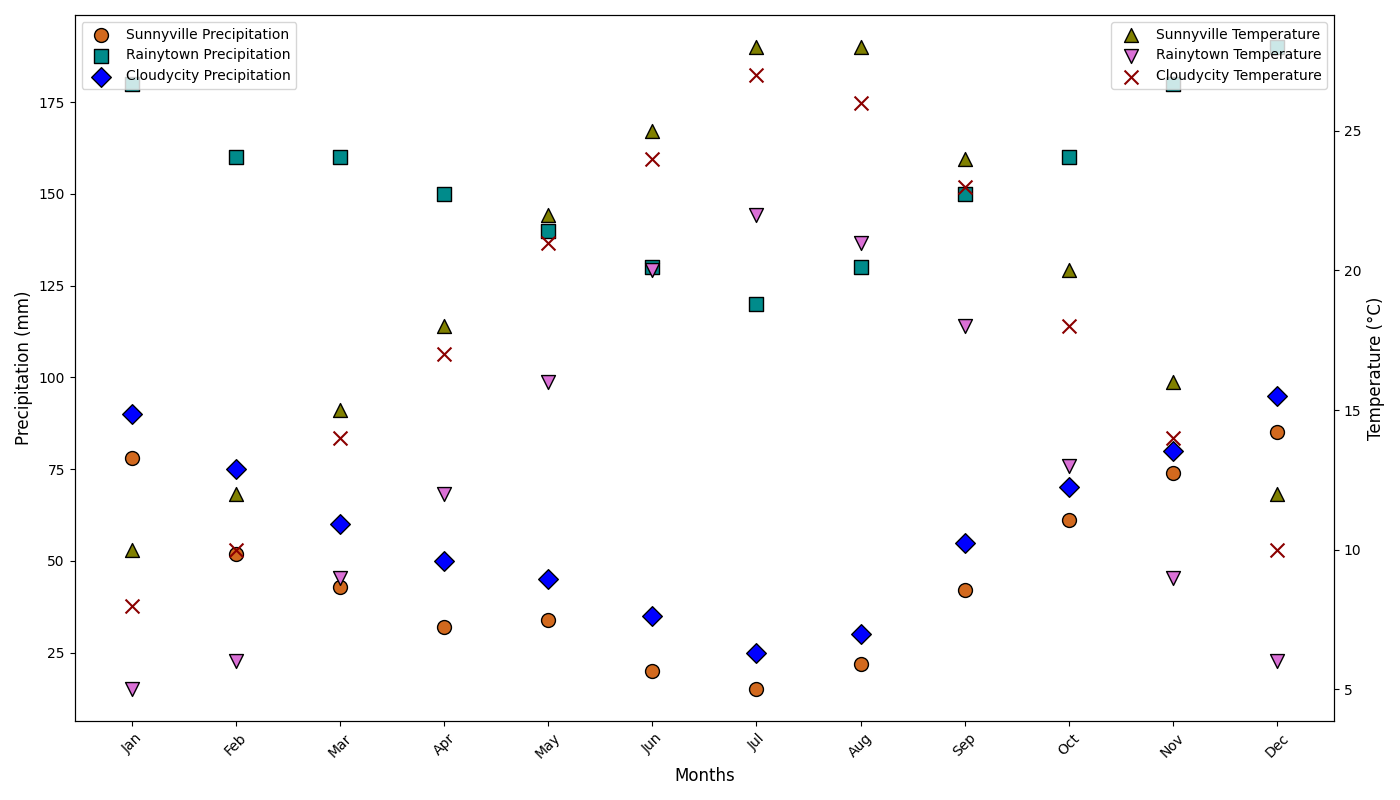 Sunnyville Precipitation
Rainytown Precipitation
Cloudycity Precipitation
Sunnyville Temperature
Rainytown Temperature
Cloudycity Temperature
Precipitation (mm)
175
150
125
100
75
50
25
Temperature (°C)
25
20
15
10
5
Jan
Feb
Mar
Apr
May
Jun
Jul
Aug
Sep
Oct
Nov
Dec
Months